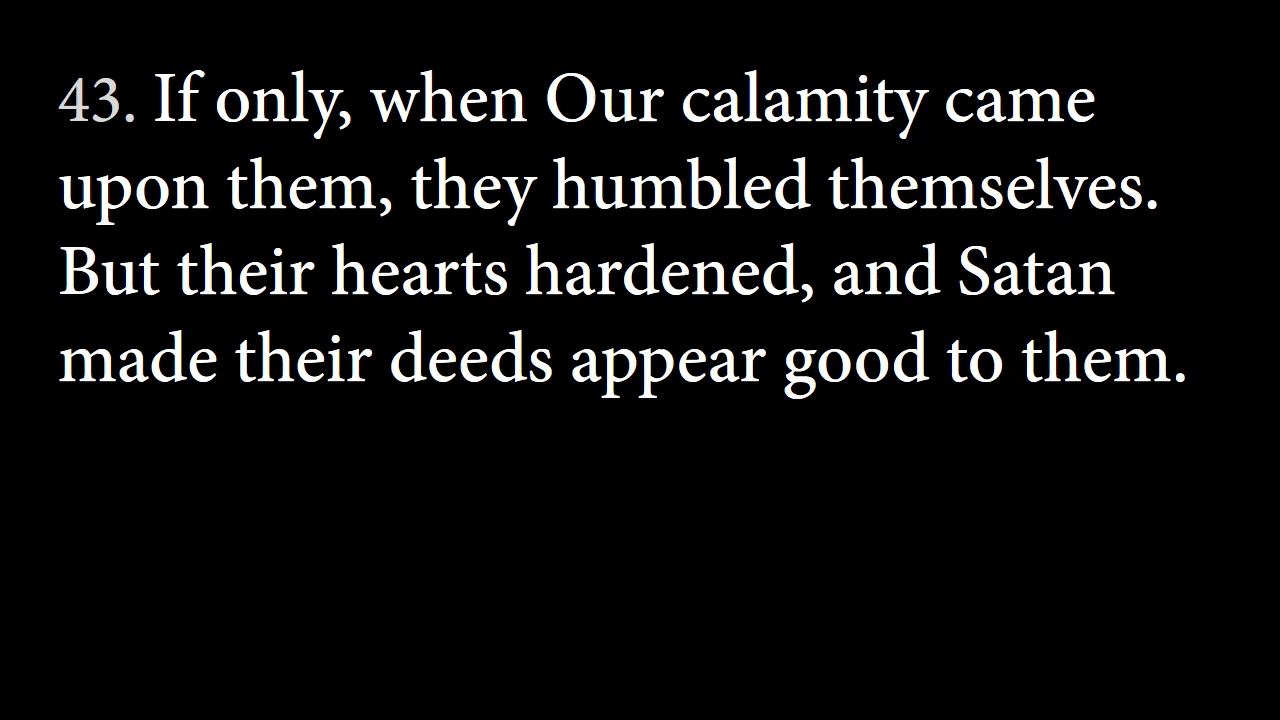 43. If only, when Our calamity came
upon them, they humbled themselves.
But their hearts hardened, and Satan
made their deeds appear good to them.